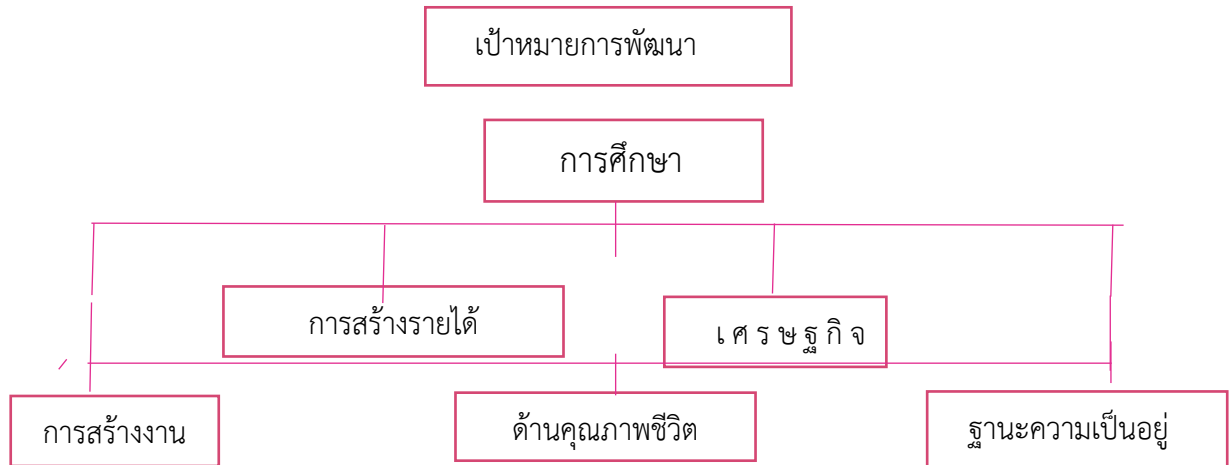 เป้าหมายการพัฒนา
การศึกษา
การสร้างรายได้
เศรษฐกิจ
การสร้างงาน
ด้านคุณภาพชีวิต
ฐานะความเป็นอยู่